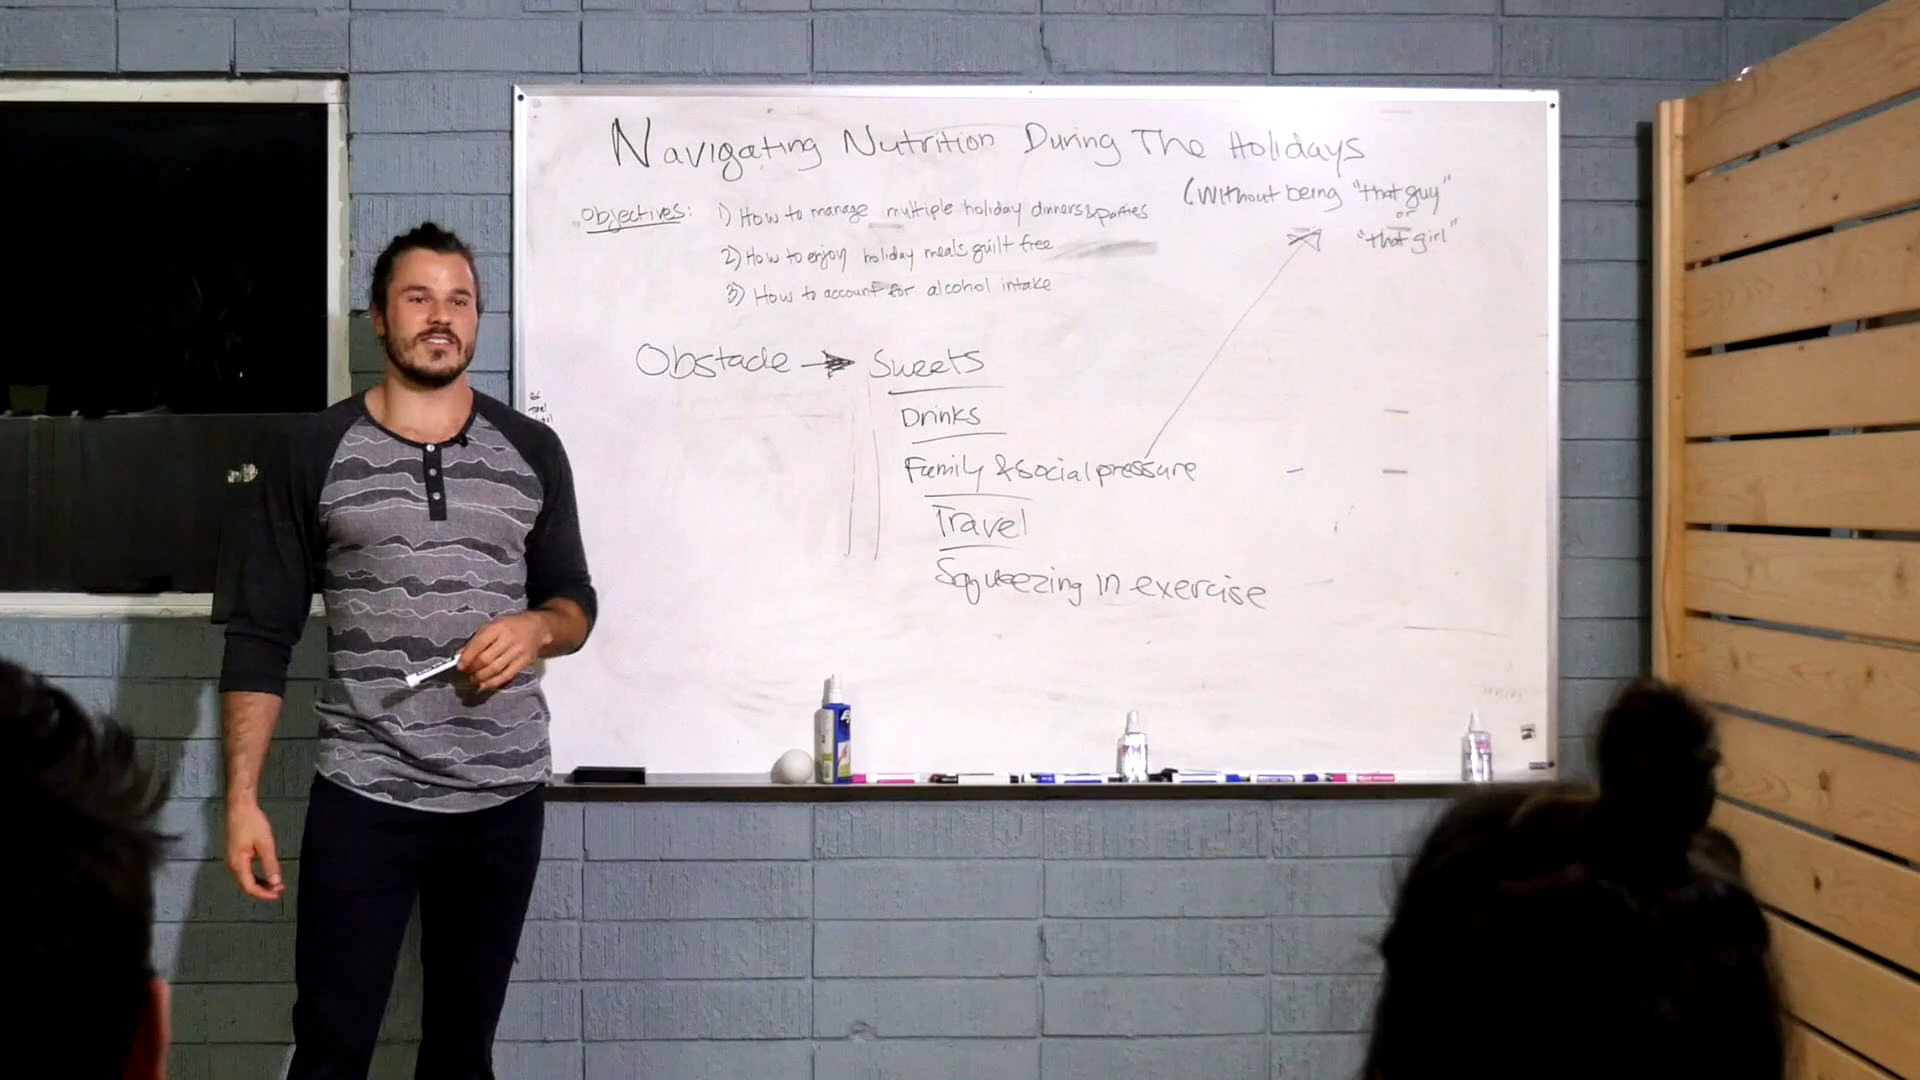 Navigating Nutrition During The Holidays
(Without being "that guy"
or
"that girl"
Objectives: 1) How to manage multiple holiday dinners & parties
2) How to enjoy holiday meals guilt free
3) How to account for alcohol intake
Obstacle → Sweets
Drinks
Family & social pressure
Travel
Squeezing in exercise